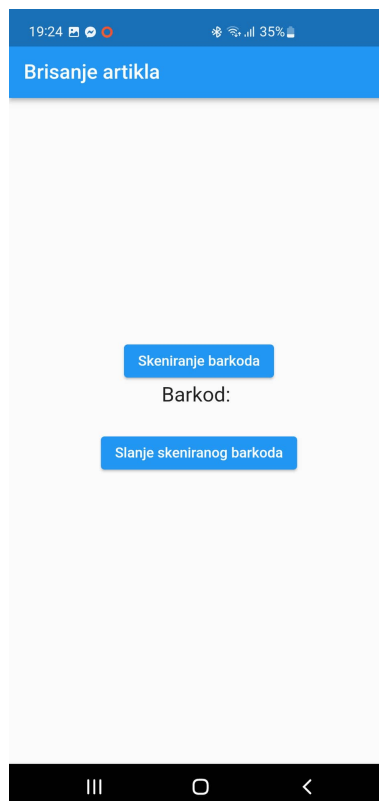 19:24 35%
Brisanje artikla
Skeniranje barkoda
Barkod:
Slanje skeniranog barkoda